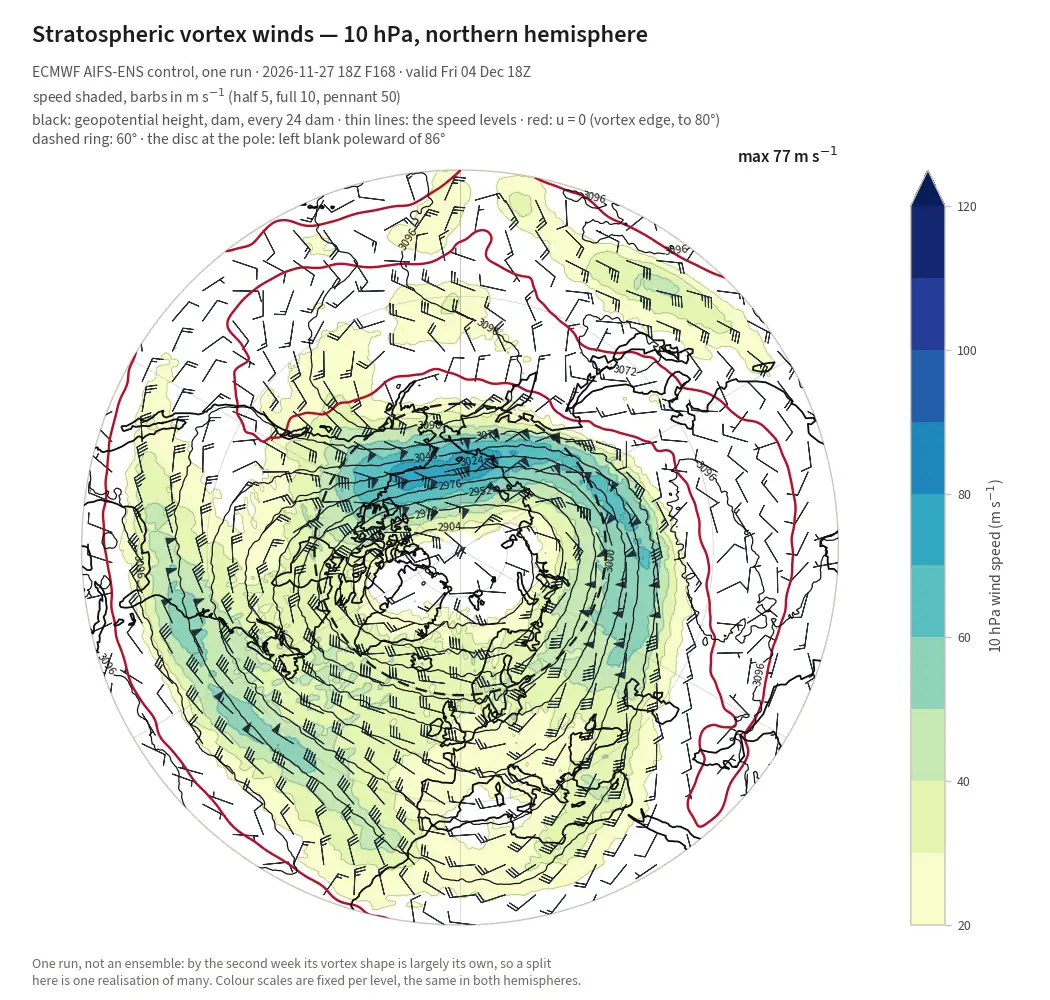 Stratospheric vortex winds — 10 hPa, northern hemisphere
ECMWF AIFS-ENS control, one run · 2026-11-27 18Z F168 · valid Fri 04 Dec 18Z
speed shaded, barbs in m s⁻¹ (half 5, full 10, pennant 50)
black: geopotential height, dam, every 24 dam · thin lines: the speed levels · red: u = 0 (vortex edge, to 80°)
dashed ring: 60° · the disc at the pole: left blank poleward of 86°
max 77 m s⁻¹
3096
3096
3096
3096
3072
3096
3024
2976
2952
2904
3000
3096
3096
120
100
80
60
40
20
10 hPa wind speed (m s⁻¹)
One run, not an ensemble: by the second week its vortex shape is largely its own, so a split
here is one realisation of many. Colour scales are fixed per level, the same in both hemispheres.